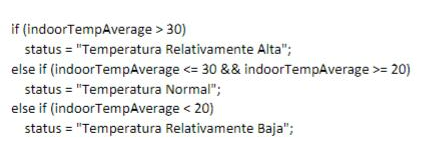 if (indoorTempAverage > 30)
status = "Temperatura Relativamente Alta";
else if (indoorTempAverage <= 30 && indoorTempAverage >= 20)
status = "Temperatura Normal";
else if (indoorTempAverage < 20)
status = "Temperatura Relativamente Baja";